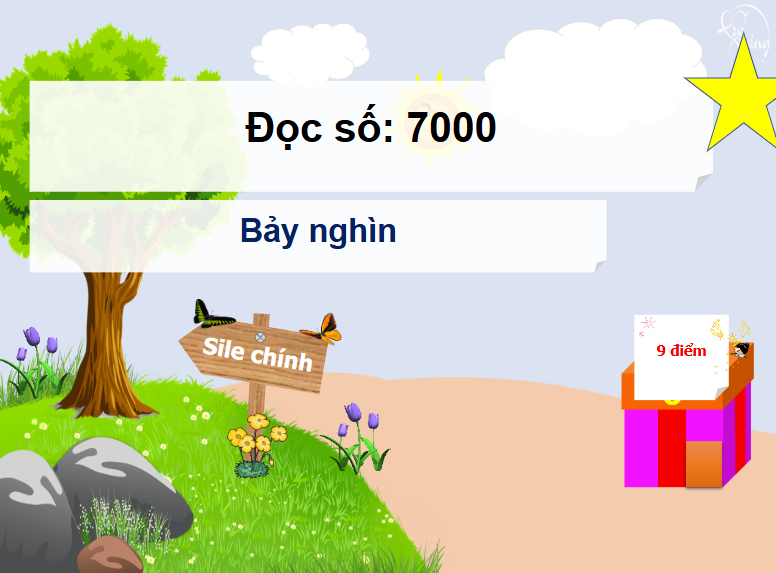 Đọc số: 7000
Bảy nghìn
Sile chính
9 điểm